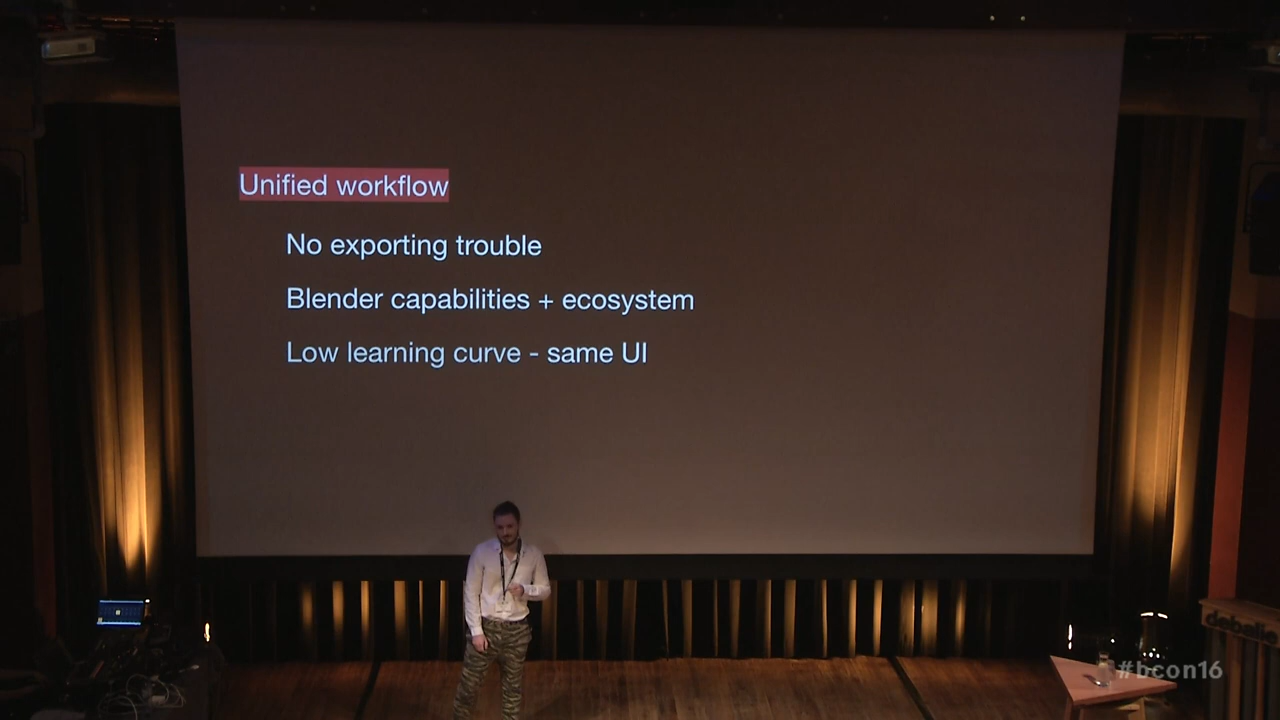 Unified workflow
No exporting trouble
Blender capabilities + ecosystem
Low learning curve - same UI
debalie
#bcon16